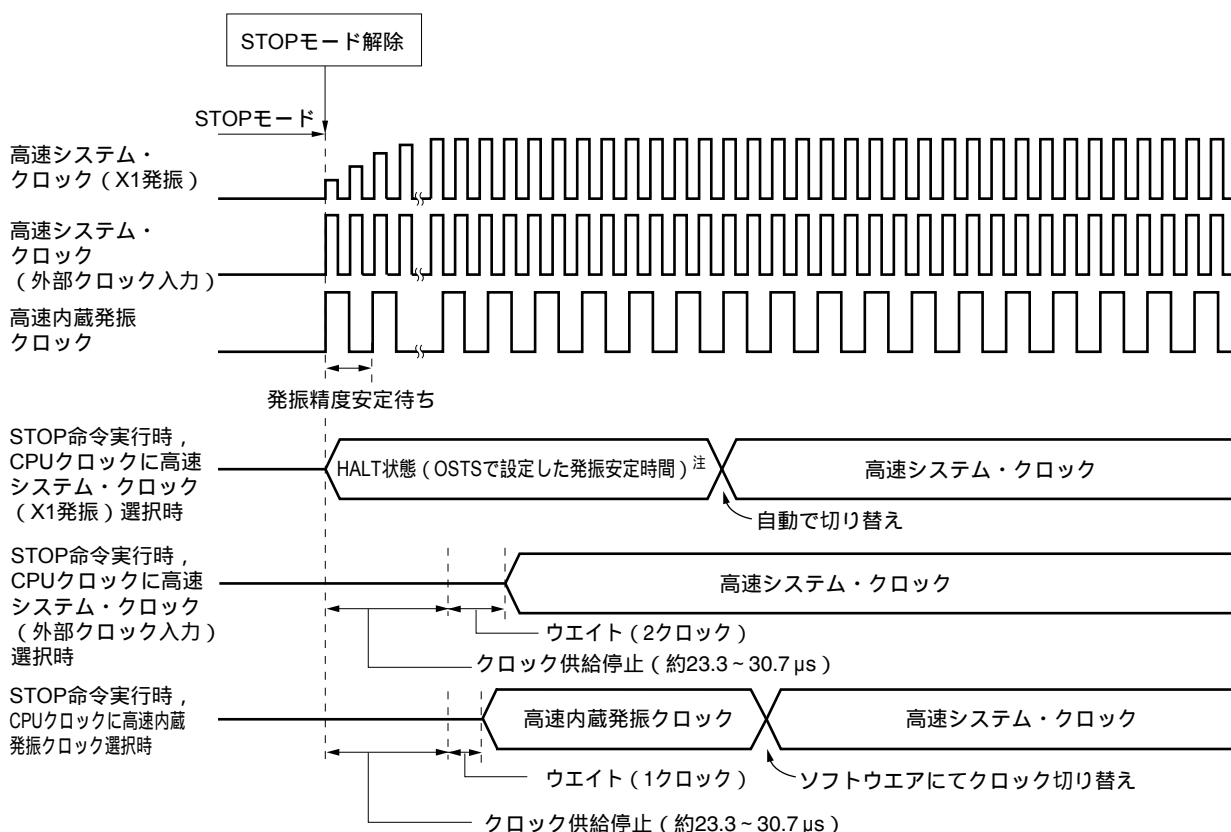 STOPモード解除
STOPモード
高速システム・
クロック（X1発振）
高速システム・
クロック
（外部クロック入力）
高速内蔵発振
クロック
発振精度安定待ち
STOP命令実行時，
CPUクロックに高速
システム・クロック
（X1発振）選択時
HALT状態（OSTSで設定した発振安定時間）注
高速システム・クロック
自動で切り替え
STOP命令実行時，
CPUクロックに高速
システム・クロック
（外部クロック入力）
選択時
高速システム・クロック
ウエイト（2クロック）
クロック供給停止（約23.3～30.7 μs）
STOP命令実行時，
CPUクロックに高速内蔵
発振クロック選択時
高速内蔵発振クロック
高速システム・クロック
ウエイト（1クロック）
ソフトウエアにてクロック切り替え
クロック供給停止（約23.3～30.7 μs）